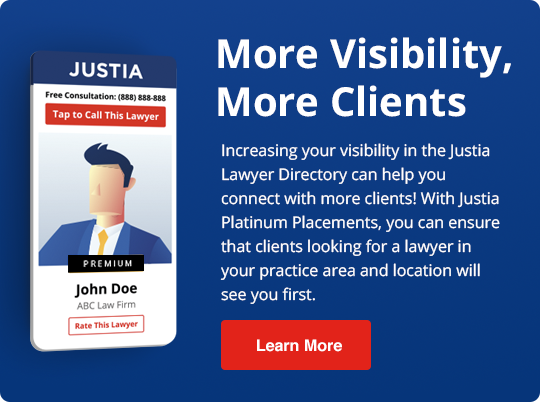 JUSTIA
Free Consultation: (888) 888-888
Tap to Call This Lawyer
PREMIUM
John Doe
ABC Law Firm
Rate This Lawyer
More Visibility,
More Clients
Increasing your visibility in the Justia
Lawyer Directory can help you
connect with more clients! With Justia
Platinum Placements, you can ensure
that clients looking for a lawyer in
your practice area and location will
see you first.
Learn More